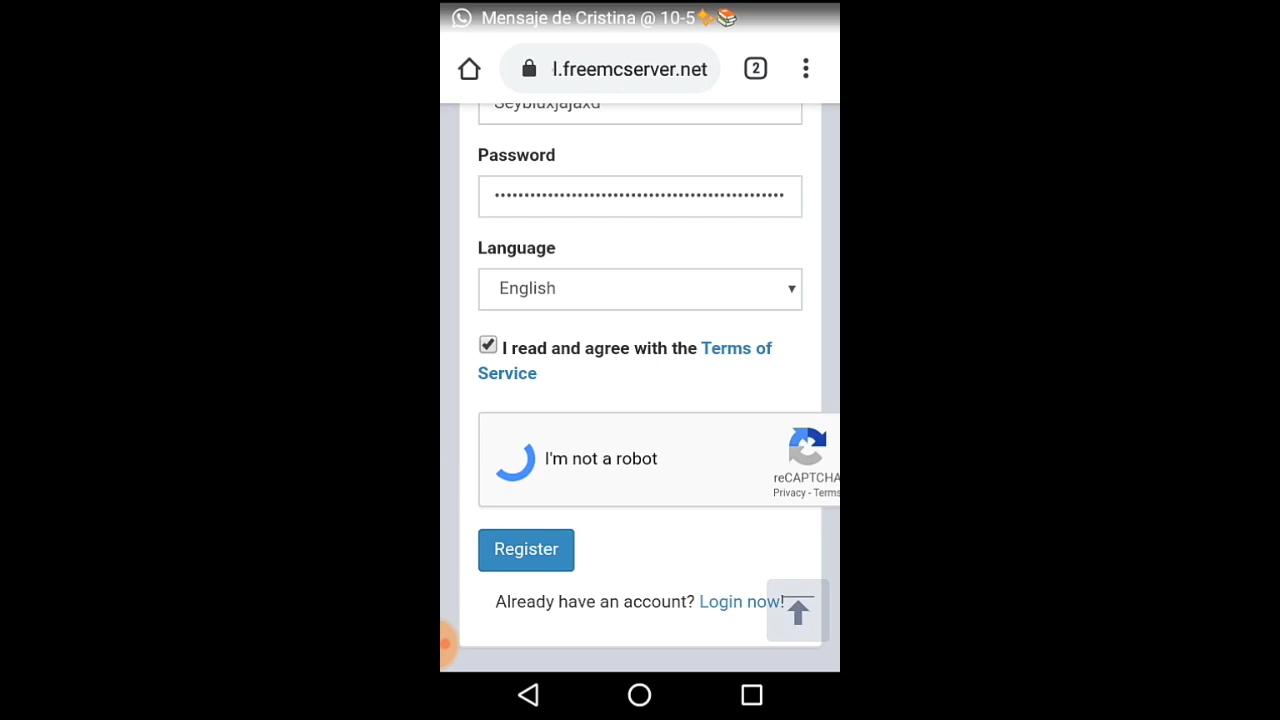 Mensaje de Cristina @ 10-5✨📚
l.freemcserver.net
2
Seybidxjajaxd
Password
Language
English
I read and agree with the Terms of
Service
I'm not a robot
reCAPTCHA
Privacy - Terms
Register
Already have an account? Login now!